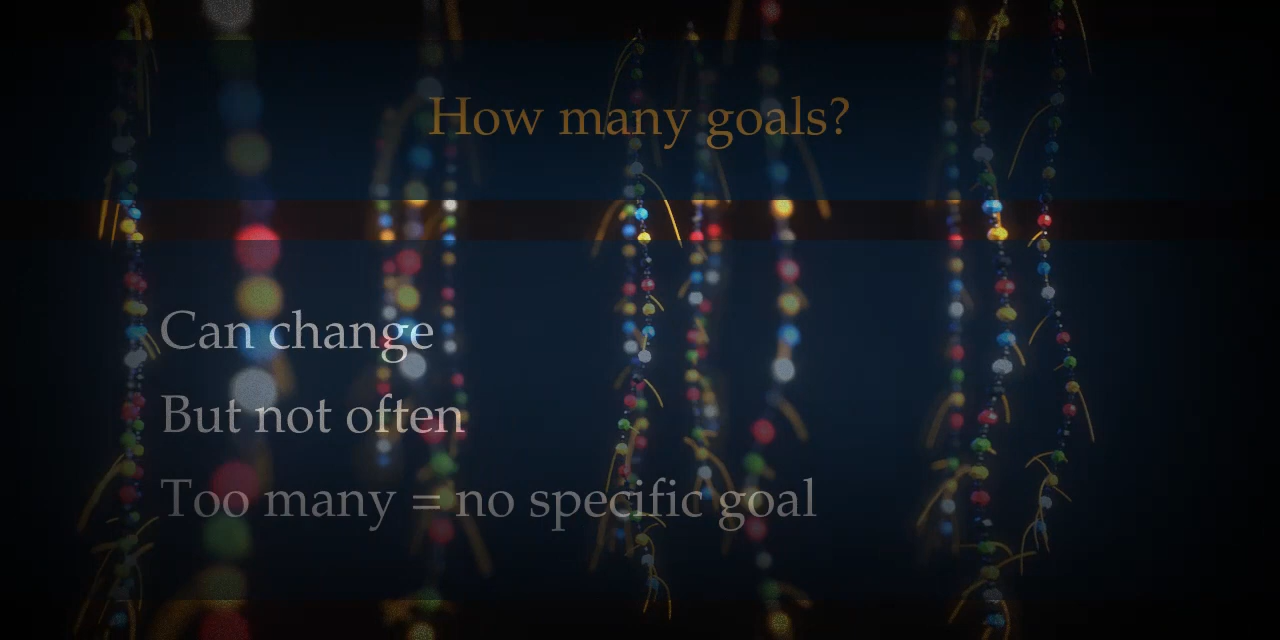 How many goals?
Can change
But not often
Too many = no specific goal